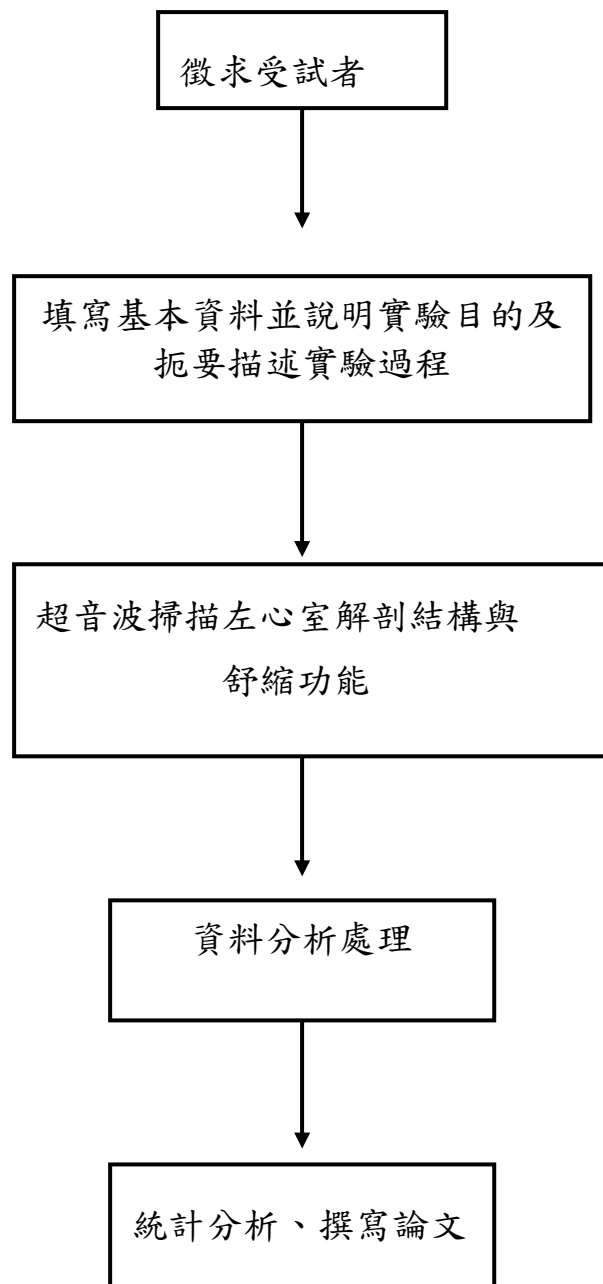 徵求受試者
填寫基本資料並說明實驗目的及
扼要描述實驗過程
超音波掃描左心室解剖結構與
舒縮功能
資料分析處理
統計分析、撰寫論文